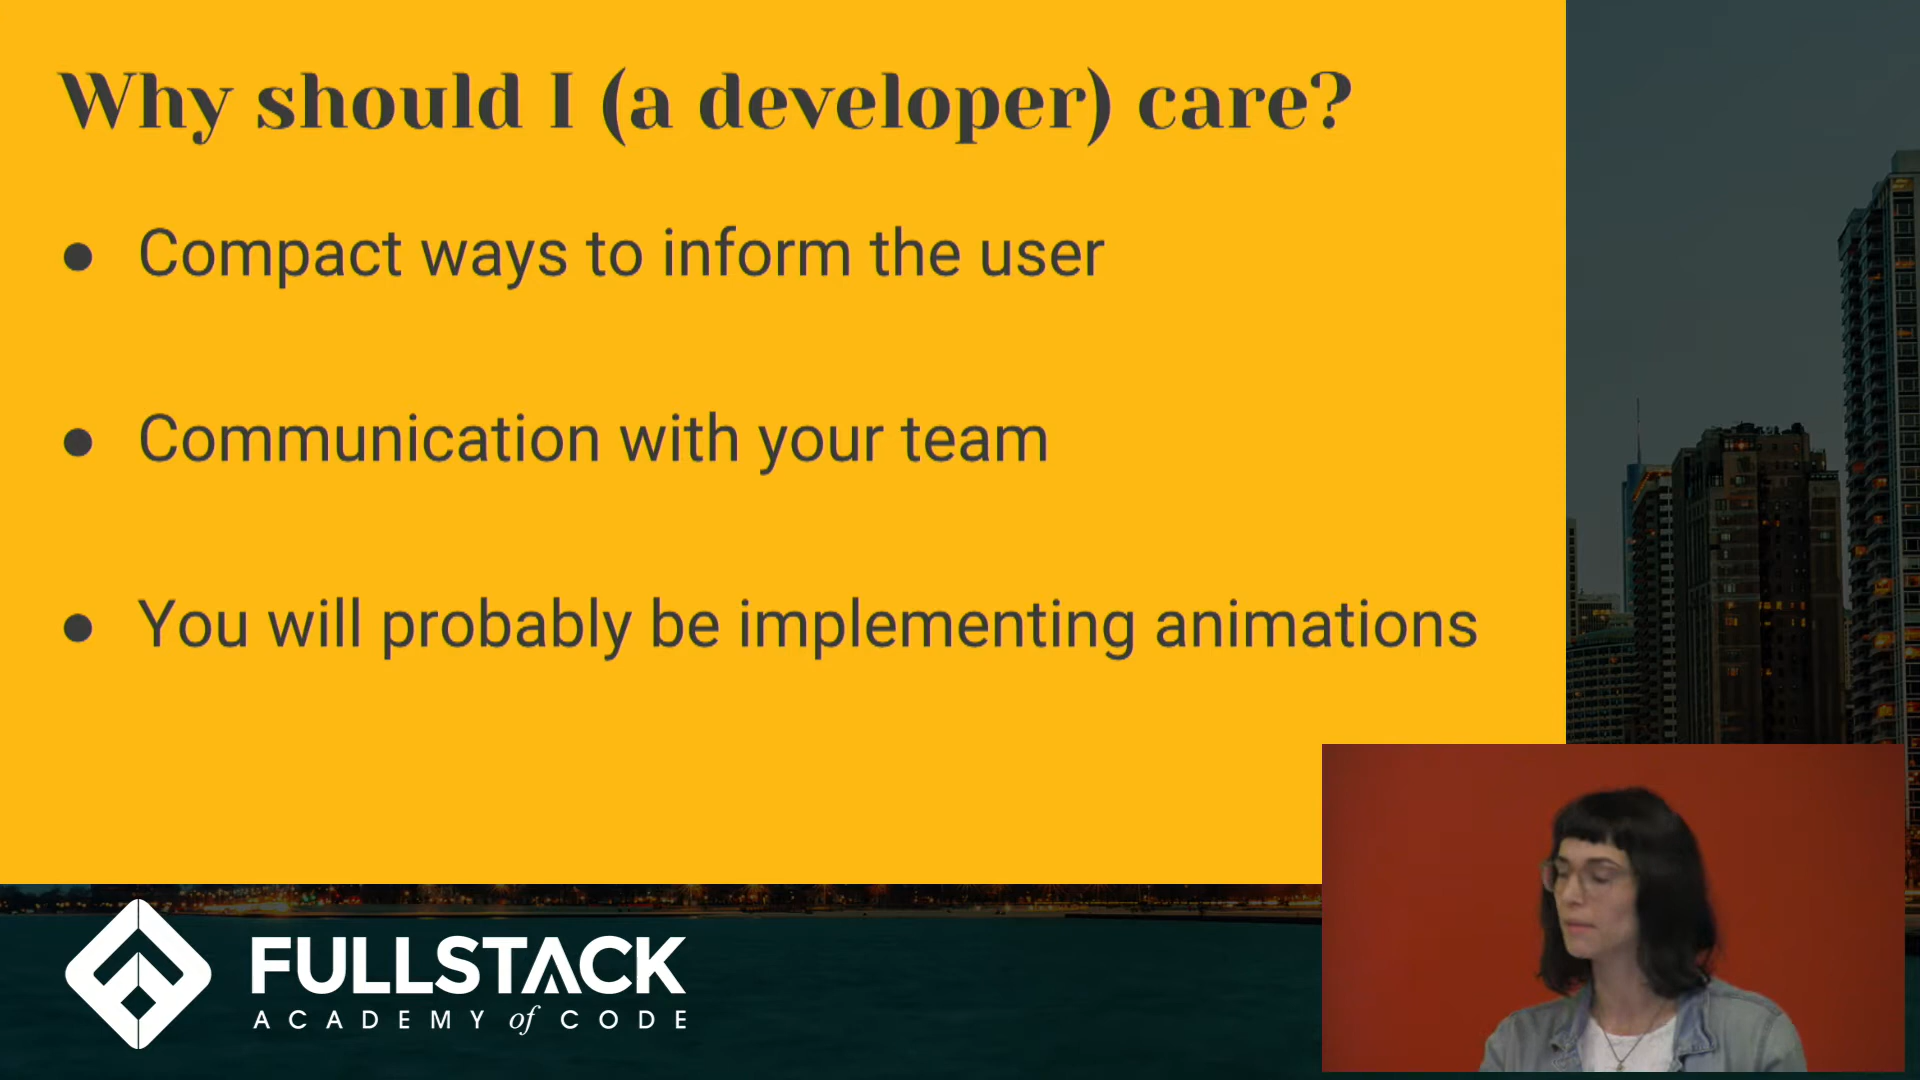 Why should I (a developer) care?
● Compact ways to inform the user
● Communication with your team
● You will probably be implementing animations
FULLSTACK
ACADEMY of CODE